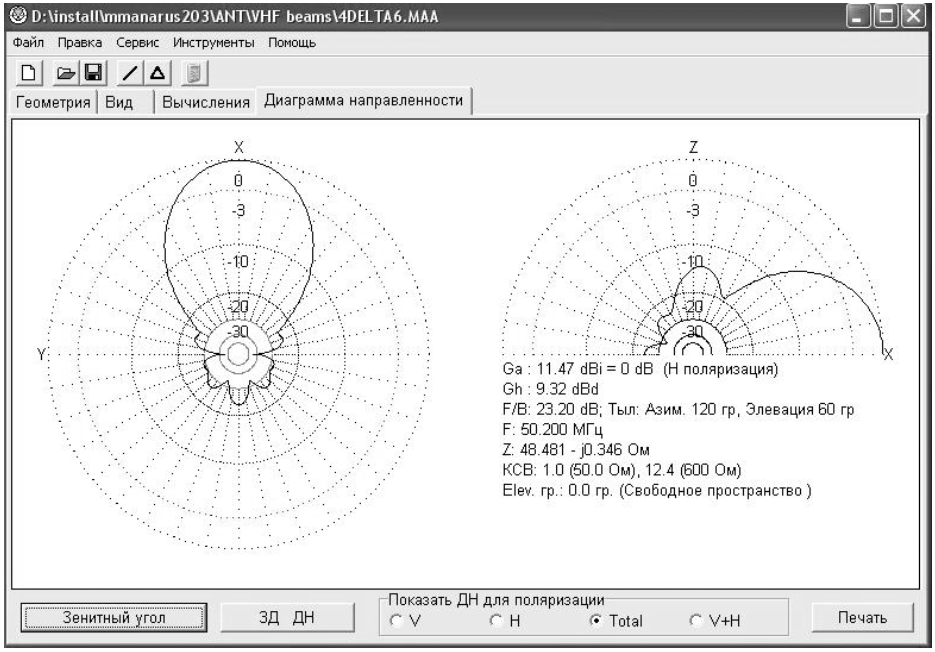 D:\install\mmanarus203\ANT\VHF beams\4DELTA6.MAA
Файл Правка Сервис Инструменты Помощь
Геометрия Вид Вычисления Диаграмма направленности
X
0
-3
-10
-20
-30
Y
Z
0
-3
-10
-20
-30
X
Ga : 11.47 dBi = 0 dB (Н поляризация)
Gh : 9.32 dBd
F/B: 23.20 dB; Тыл: Азим. 120 гр, Элевация 60 гр
F: 50.200 МГц
Z: 48.481 - j0.346 Ом
КСВ: 1.0 (50.0 Ом), 12.4 (600 Ом)
Elev. гр.: 0.0 гр. (Свободное пространство )
Зенитный угол
3Д ДН
Показать ДН для поляризации
V H Total V+H
Печать